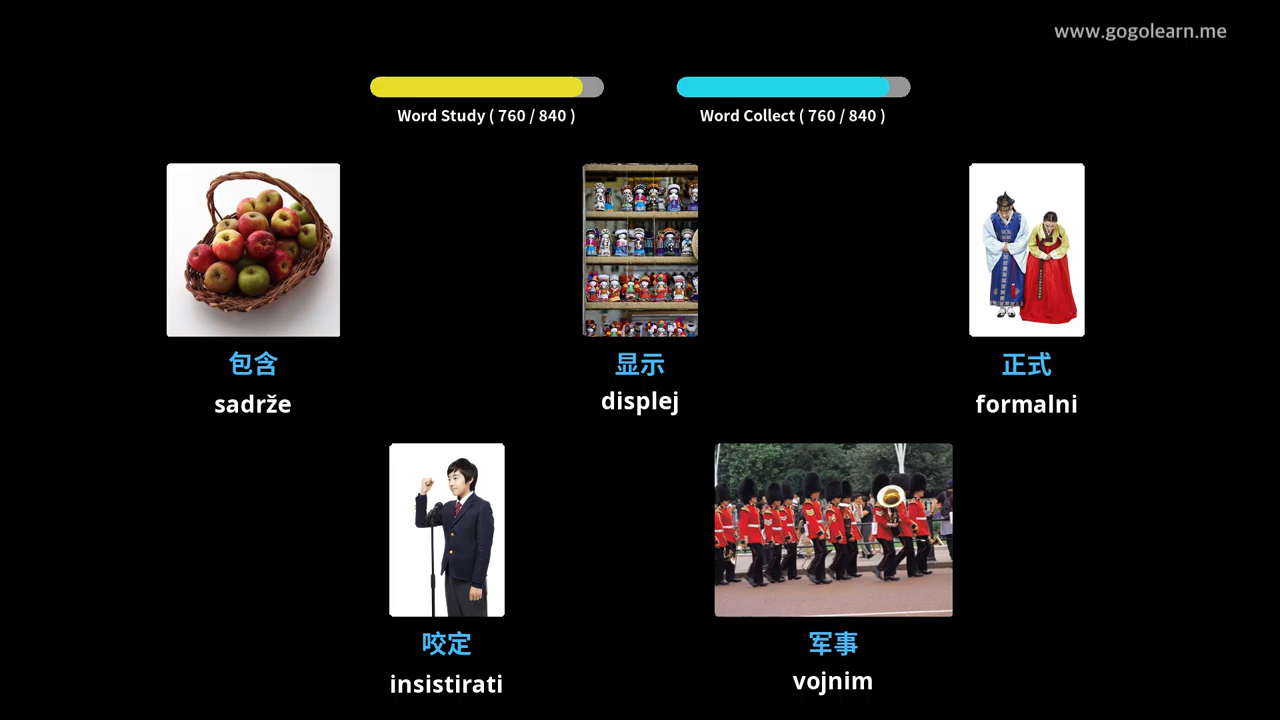 www.gogolearn.me
Word Study ( 760 / 840 )
Word Collect ( 760 / 840 )
包含
sadrže
显示
displej
正式
formalni
咬定
insistirati
军事
vojnim